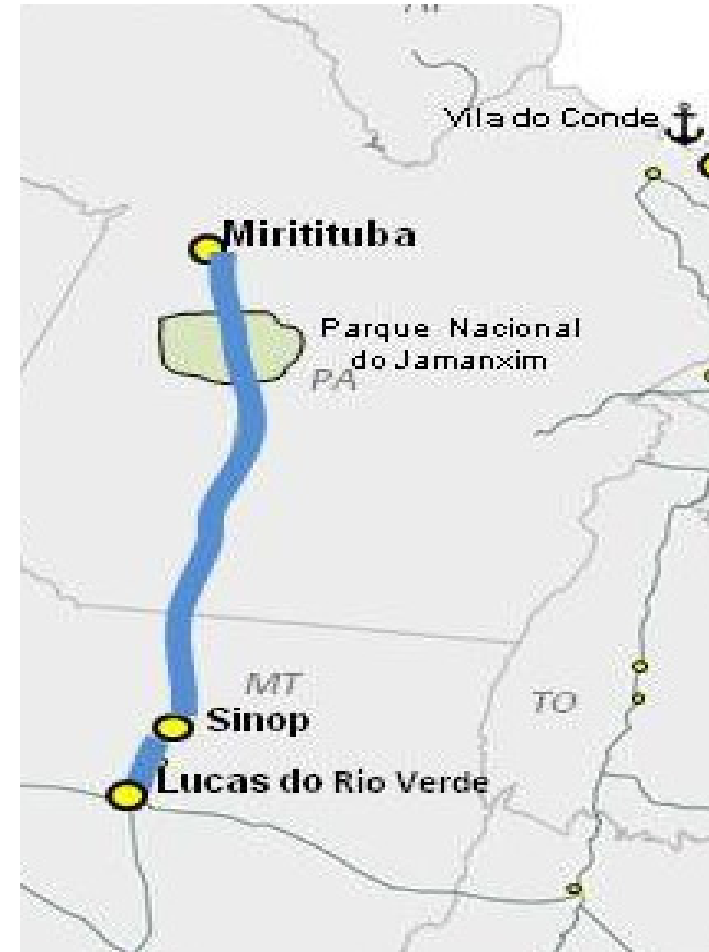 Vila do Conde
Miritituba
Parque Nacional
do Jamanxim
PA
MT
Sinop
TO
Lucas do Rio Verde